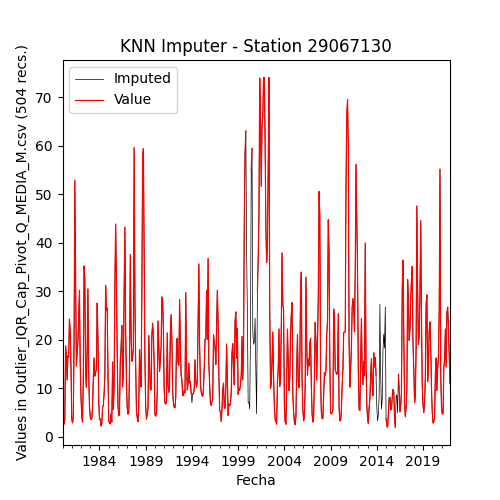 KNN Imputer - Station 29067130
Imputed
Value
Values in Outlier_IQR_Cap_Pivot_Q_MEDIA_M.csv (504 recs.)
70
60
50
40
30
20
10
0
1984 1989 1994 1999 2004 2009 2014 2019
Fecha